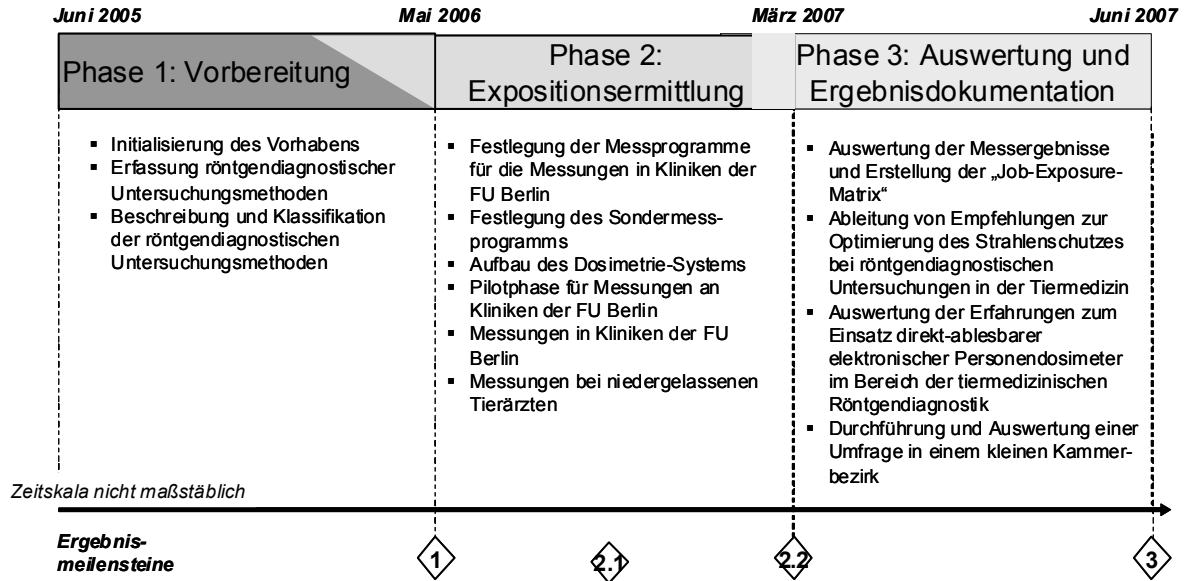 Juni 2005
Mai 2006
März 2007
Juni 2007
Phase 1: Vorbereitung
Phase 2:
Expositionsermittlung
Phase 3: Auswertung und
Ergebnisdokumentation
▪ Initialisierung des Vorhabens
▪ Erfassung röntgendiagnostischer
Untersuchungsmethoden
▪ Beschreibung und Klassifikation
der röntgendiagnostischen
Untersuchungsmethoden
▪ Festlegung der Messprogramme
für die Messungen in Kliniken der
FU Berlin
▪ Festlegung des Sondermess-
programms
▪ Aufbau des Dosimetrie-Systems
▪ Pilotphase für Messungen an
Kliniken der FU Berlin
▪ Messungen in Kliniken der FU
Berlin
▪ Messungen bei niedergelassenen
Tierärzten
▪ Auswertung der Messergebnisse
und Erstellung der „Job-Exposure-
Matrix“
▪ Ableitung von Empfehlungen zur
Optimierung des Strahlenschutzes
bei röntgendiagnostischen
Untersuchungen in der Tiermedizin
▪ Auswertung der Erfahrungen zum
Einsatz direkt-ablesbarer
elektronischer Personendosimeter
im Bereich der tiermedizinischen
Röntgendiagnostik
▪ Durchführung und Auswertung einer
Umfrage in einem kleinen Kammer-
bezirk
Zeitskala nicht maßstäblich
Ergebnis-
meilensteine
1
2.1
2.2
3